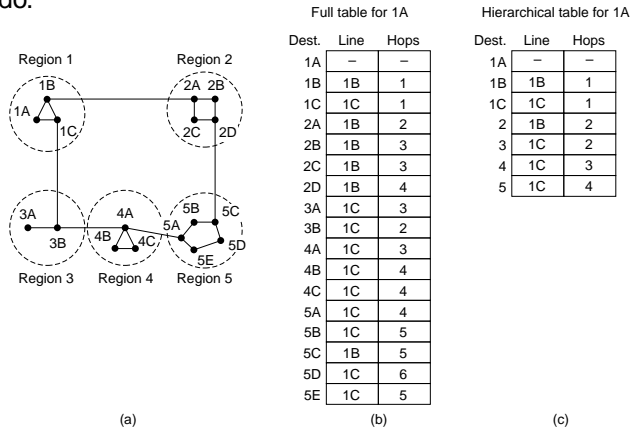 do.
Full table for 1A
Hierarchical table for 1A
Region 1
Region 2
1B
1A
1C
2A 2B
2C
2D
3A
3B
4A
4B
4C
5A
5B
5C
5D
5E
Region 3
Region 4
Region 5
(a)
Dest. Line Hops
1A – –
1B 1B 1
1C 1C 1
2A 1B 2
2B 1B 3
2C 1B 3
2D 1B 4
3A 1C 3
3B 1C 2
4A 1C 3
4B 1C 4
4C 1C 4
5A 1C 4
5B 1C 5
5C 1B 5
5D 1C 6
5E 1C 5
(b)
Dest. Line Hops
1A – –
1B 1B 1
1C 1C 1
2 1B 2
3 1C 2
4 1C 3
5 1C 4
(c)